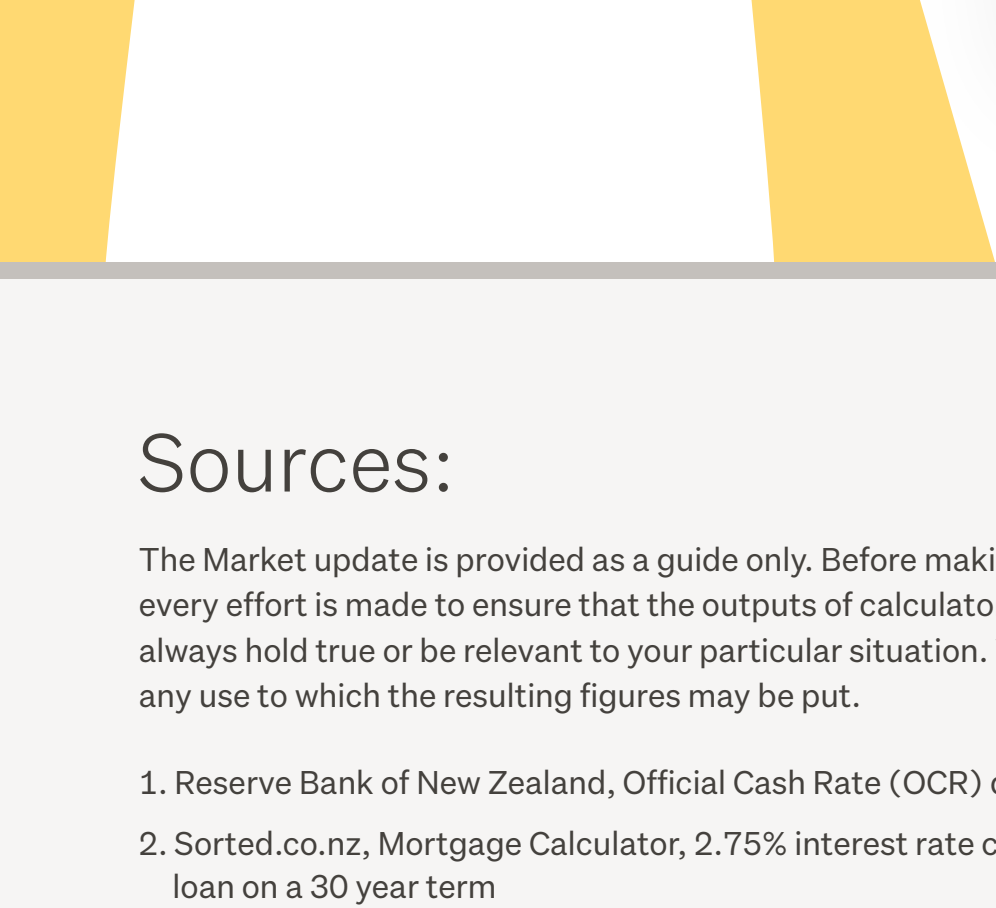 Sources:
The Market update is provided as a guide only. Before
every effort is made to ensure that the outputs of
always hold true or be relevant to your particular situation.
any use to which the resulting figures may be put.
1. Reserve Bank of New Zealand, Official Cash Rate (OCR)
2. Sorted.co.nz, Mortgage Calculator, 2.75% interest rate
loan on a 30 year term